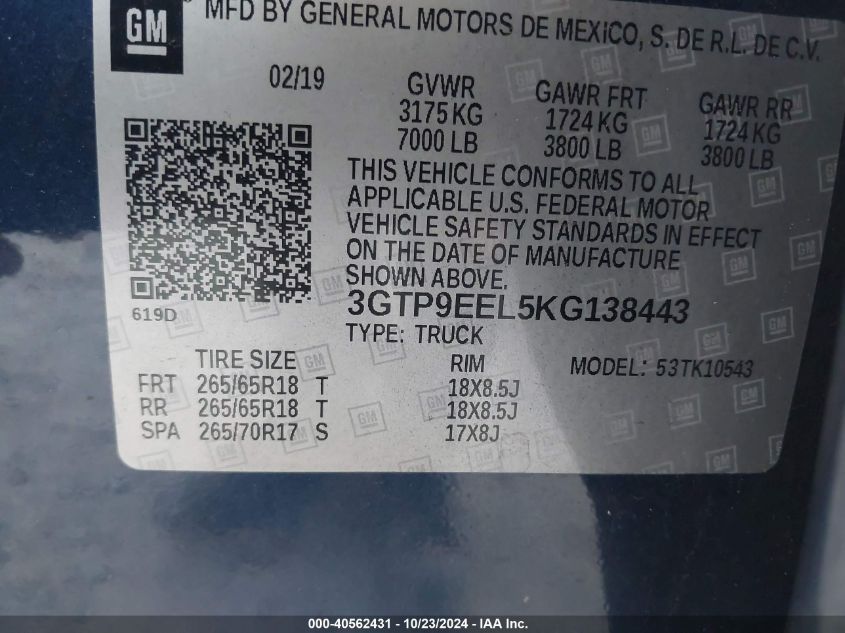 GM
MFD BY GENERAL MOTORS DE MEXICO, S. DE R.L. DE C.V.
02/19 GVWR GAWR FRT GAWR RR
3175 KG 1724 KG 1724 KG
7000 LB 3800 LB 3800 LB
THIS VEHICLE CONFORMS TO ALL
APPLICABLE U.S. FEDERAL MOTOR
VEHICLE SAFETY STANDARDS IN EFFECT
ON THE DATE OF MANUFACTURE
SHOWN ABOVE.
619D
3GTP9EEL5KG138443
TYPE: TRUCK
TIRE SIZE RIM MODEL: 53TK10543
FRT 265/65R18 T 18X8.5J
RR 265/65R18 T 18X8.5J
SPA 265/70R17 S 17X8J
000-40562431 - 10/23/2024 - IAA Inc.